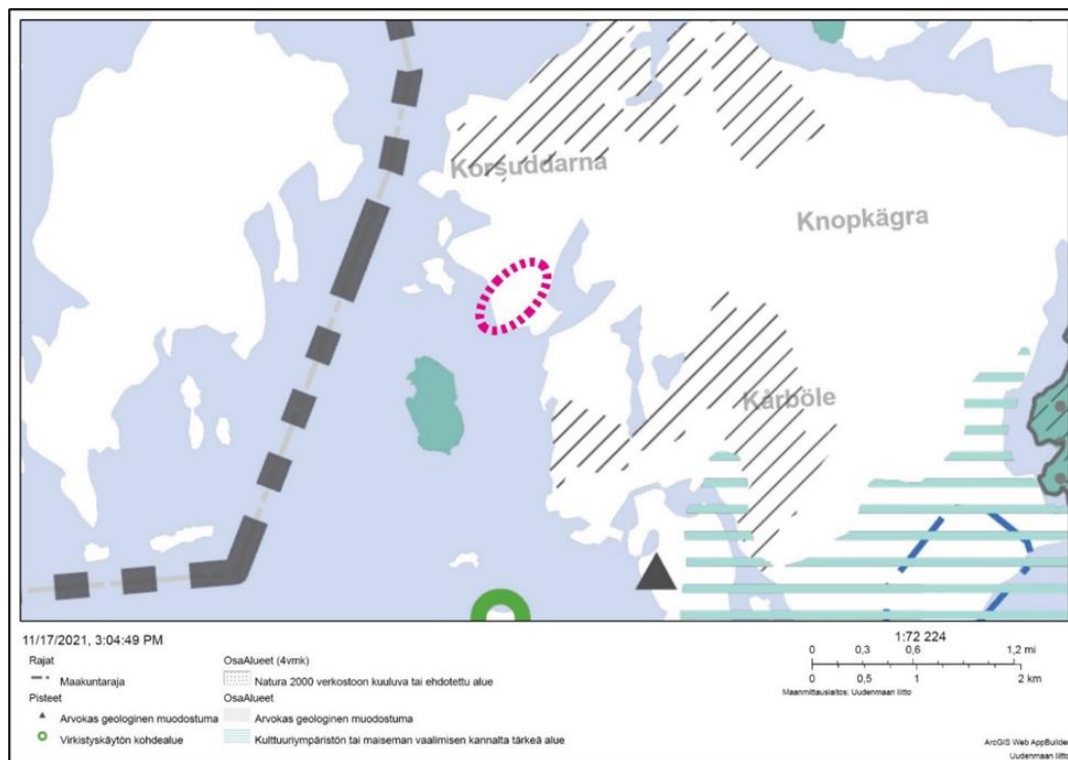 Korsuddarna
Knopkägra
Kårböle
11/17/2021, 3:04:49 PM
Rajat
Maakuntaraja
Pisteet
Arvokas geologinen muodostuma
Virkistyskäytön kohdealue
OsaAlueet (4vmk)
Natura 2000 verkostoon kuuluva tai ehdotettu alue
OsaAlueet
Arvokas geologinen muodostuma
Kulttuuriympäristön tai maiseman vaalimisen kannalta tärkeä alue
1:72 224
0 0,3 0,6 1,2 mi
0 0,5 1 2 km
Maanmittauslaitos; Uudenmaan liitto
ArcGIS Web AppBuilder
Uudenmaan liitto